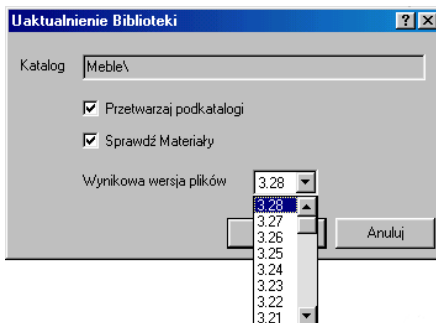 Uaktualnienie Biblioteki
Katalog Meble\
Przetwarzaj podkatalogi
Sprawdź Materiały
Wynikowa wersja plików 3.28
3.28
3.27
3.26
3.25
3.24
3.23
3.22
3.21
Anuluj